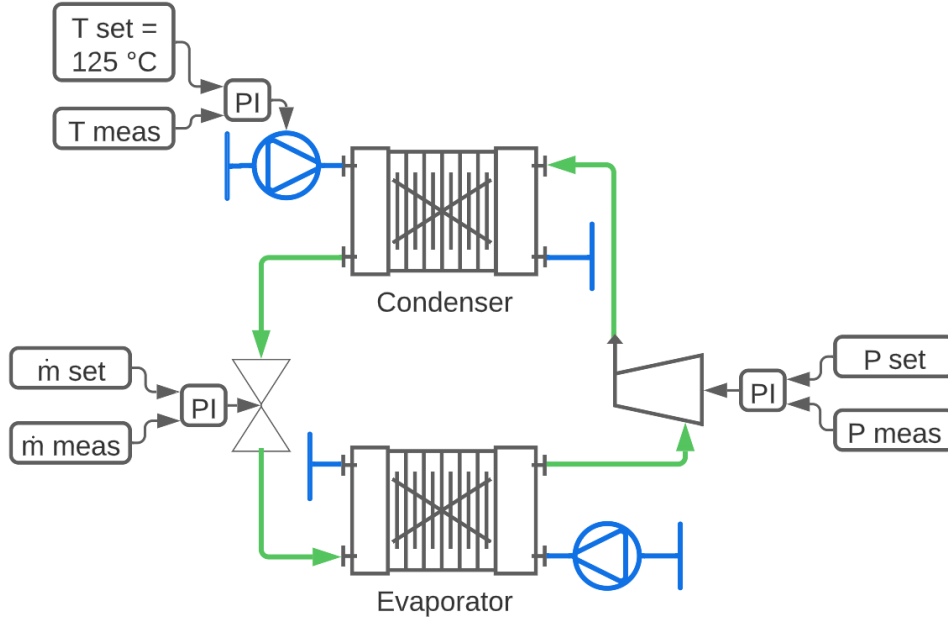 T set =
125 °C
PI
T meas
Condenser
ṁ set
PI
ṁ meas
P set
PI
P meas
Evaporator